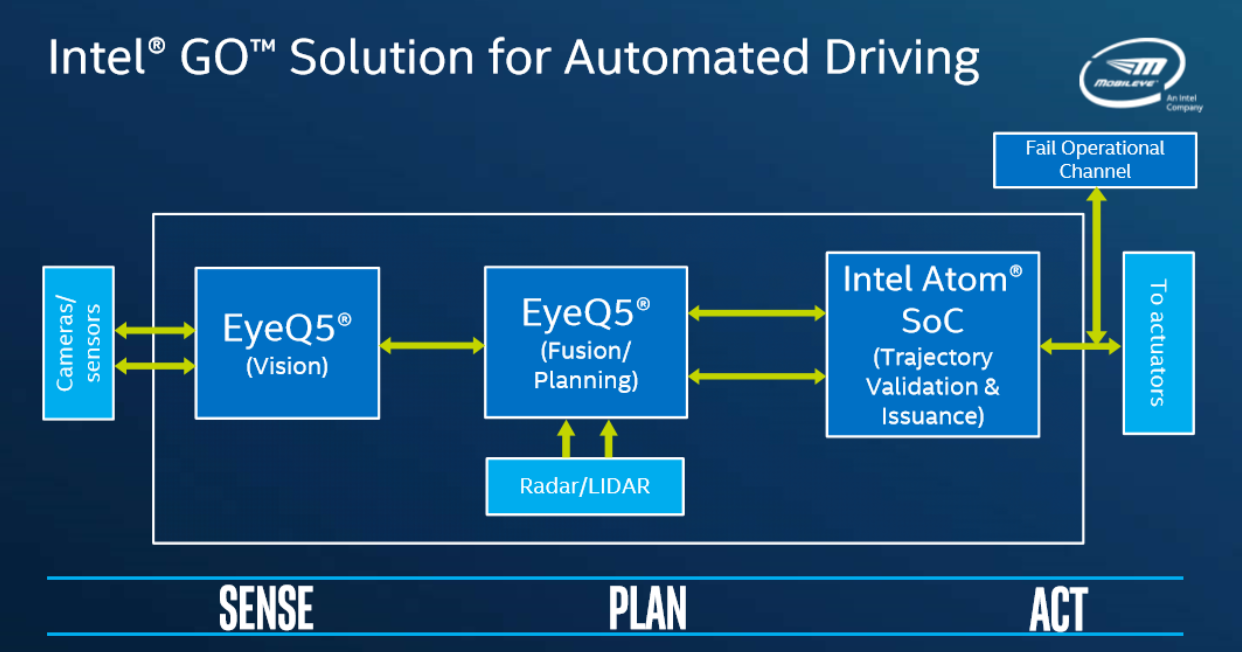 Intel® GO™ Solution for Automated Driving
MOBILEYE™
An Intel
Company
Fail Operational
Channel
Cameras/
sensors
EyeQ5®
(Vision)
EyeQ5®
(Fusion/
Planning)
Radar/LIDAR
Intel Atom®
SoC
(Trajectory
Validation &
Issuance)
To actuators
SENSE
PLAN
ACT